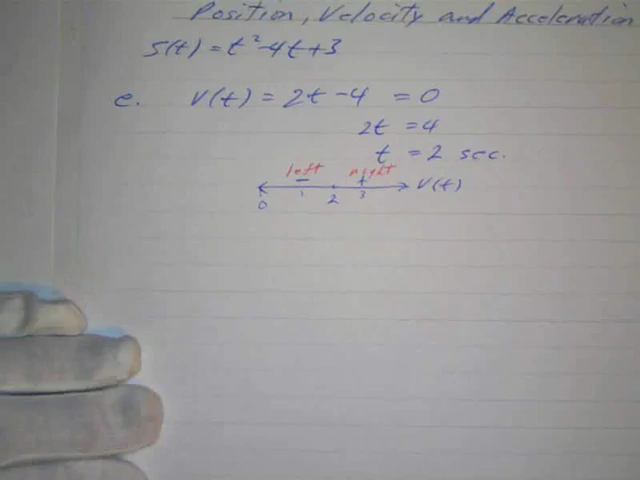 Position, Velocity and Acceleration
S(t) = t² - 4t + 3
e. V(t) = 2t - 4 = 0
2t = 4
t = 2 sec.
left right
- +
V(t)
0 1 2 3